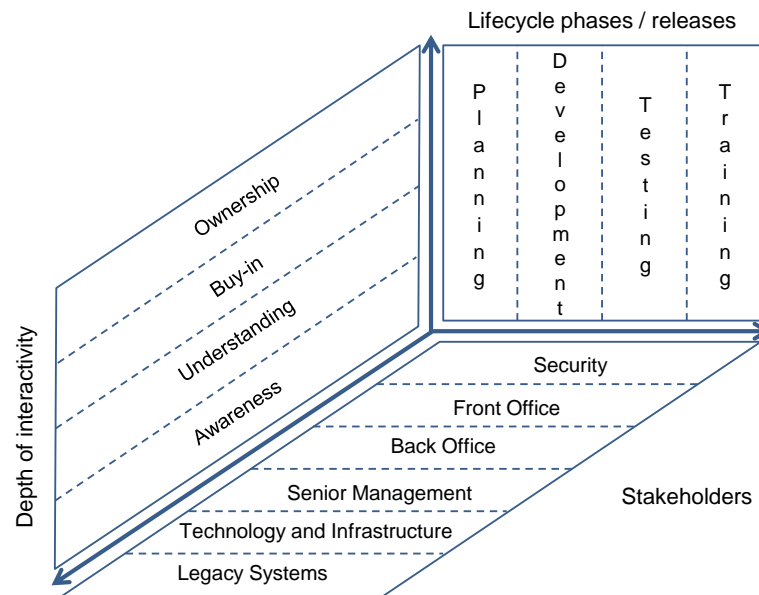 Lifecycle phases / releases
Planning
Development
Testing
Training
Ownership
Buy-in
Understanding
Awareness
Depth of interactivity
Security
Front Office
Back Office
Senior Management
Technology and Infrastructure
Legacy Systems
Stakeholders